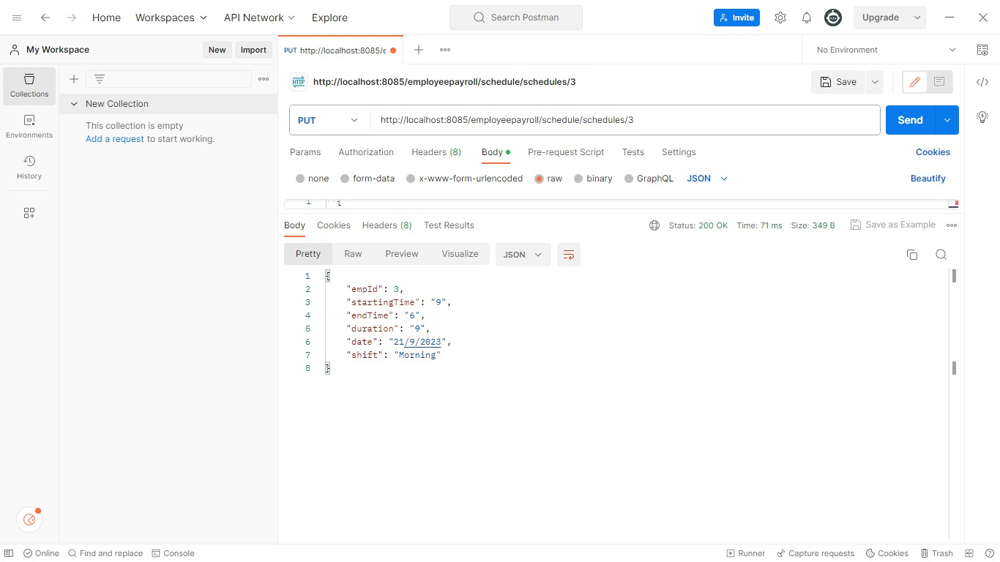 Home Workspaces API Network Explore Search Postman Invite Upgrade
My Workspace New Import PUT http://localhost:8085/e No Environment
Collections
HTTP http://localhost:8085/employeepayroll/schedule/schedules/3 Save
New Collection
This collection is empty
Add a request to start working.
Environments
History
PUT http://localhost:8085/employeepayroll/schedule/schedules/3 Send
Params Authorization Headers (8) Body Pre-request Script Tests Settings Cookies
none form-data x-www-form-urlencoded raw binary GraphQL JSON Beautify
1 {
Body Cookies Headers (8) Test Results Status: 200 OK Time: 71 ms Size: 349 B Save as Example
Pretty Raw Preview Visualize JSON
1 {
2 "empId": 3,
3 "startingTime": "9",
4 "endTime": "6",
5 "duration": "9",
6 "date": "21/9/2023",
7 "shift": "Morning"
8 }
Online Find and replace Console Runner Capture requests Cookies Trash